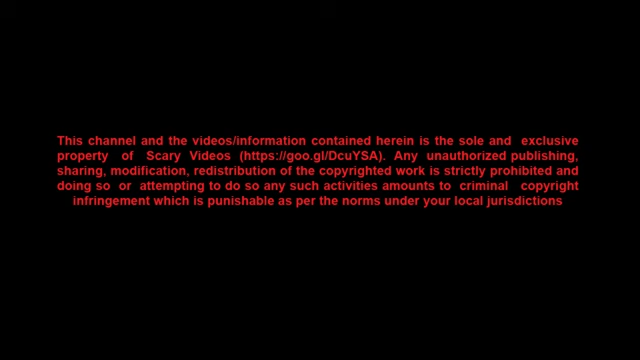 This channel and the videos/information contained herein is the sole and exclusive
property of Scary Videos (https://goo.gl/DcuYSA). Any unauthorized publishing,
sharing, modification, redistribution of the copyrighted work is strictly prohibited and
doing so or attempting to do so any such activities amounts to criminal copyright
infringement which is punishable as per the norms under your local jurisdictions